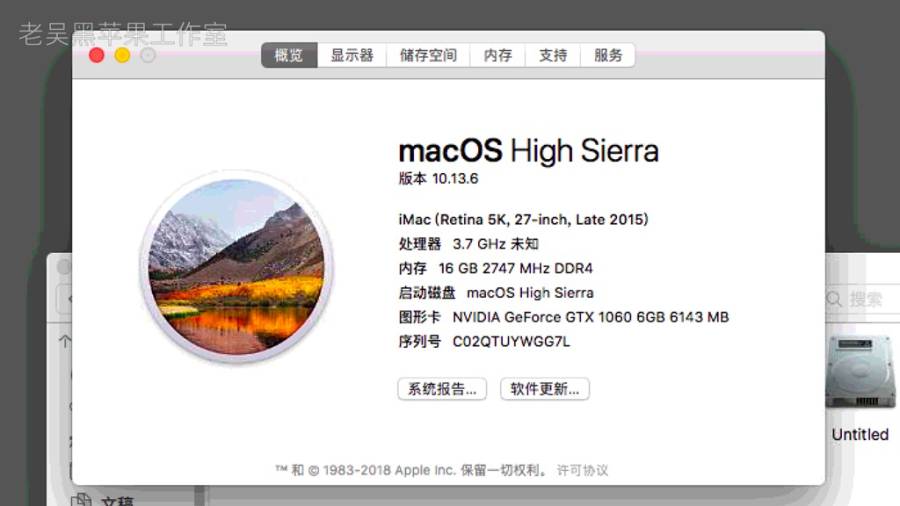 老吴黑苹果工作室
概览 显示器 储存空间 内存 支持 服务
macOS High Sierra
版本 10.13.6
iMac (Retina 5K, 27-inch, Late 2015)
处理器 3.7 GHz 未知
内存 16 GB 2747 MHz DDR4
启动磁盘 macOS High Sierra
图形卡 NVIDIA GeForce GTX 1060 6GB 6143 MB
序列号 C02QTUYWGG7L
系统报告... 软件更新...
™ 和 © 1983-2018 Apple Inc. 保留一切权利。 许可协议
搜索
Untitled
文稿